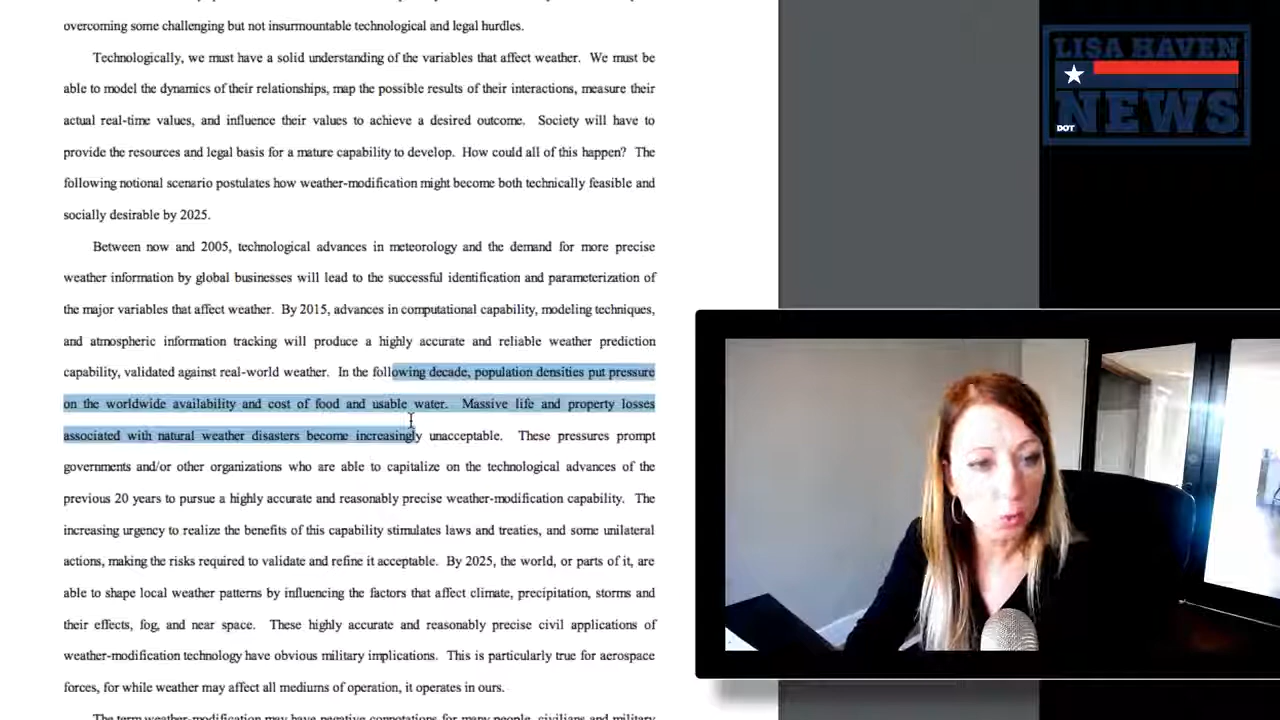 overcoming some challenging but not insurmountable technological and legal hurdles.
Technologically, we must have a solid understanding of the variables that affect weather. We must be
able to model the dynamics of their relationships, map the possible results of their interactions, measure their
actual real-time values, and influence their values to achieve a desired outcome. Society will have to
provide the resources and legal basis for a mature capability to develop. How could all of this happen? The
following notional scenario postulates how weather-modification might become both technically feasible and
socially desirable by 2025.
Between now and 2005, technological advances in meteorology and the demand for more precise
weather information by global businesses will lead to the successful identification and parameterization of
the major variables that affect weather. By 2015, advances in computational capability, modeling techniques,
and atmospheric information tracking will produce a highly accurate and reliable weather prediction
capability, validated against real-world weather. In the following decade, population densities put pressure
on the worldwide availability and cost of food and usable water. Massive life and property losses
associated with natural weather disasters become increasingly unacceptable. These pressures prompt
governments and/or other organizations who are able to capitalize on the technological advances of the
previous 20 years to pursue a highly accurate and reasonably precise weather-modification capability. The
increasing urgency to realize the benefits of this capability stimulates laws and treaties, and some unilateral
actions, making the risks required to validate and refine it acceptable. By 2025, the world, or parts of it, are
able to shape local weather patterns by influencing the factors that affect climate, precipitation, storms and
their effects, fog, and near space. These highly accurate and reasonably precise civil applications of
weather-modification technology have obvious military implications. This is particularly true for aerospace
forces, for while weather may affect all mediums of operation, it operates in ours.
The term weather-modification may have negative connotations for many people, civilians and military
LISA HAVEN
DOT NEWS